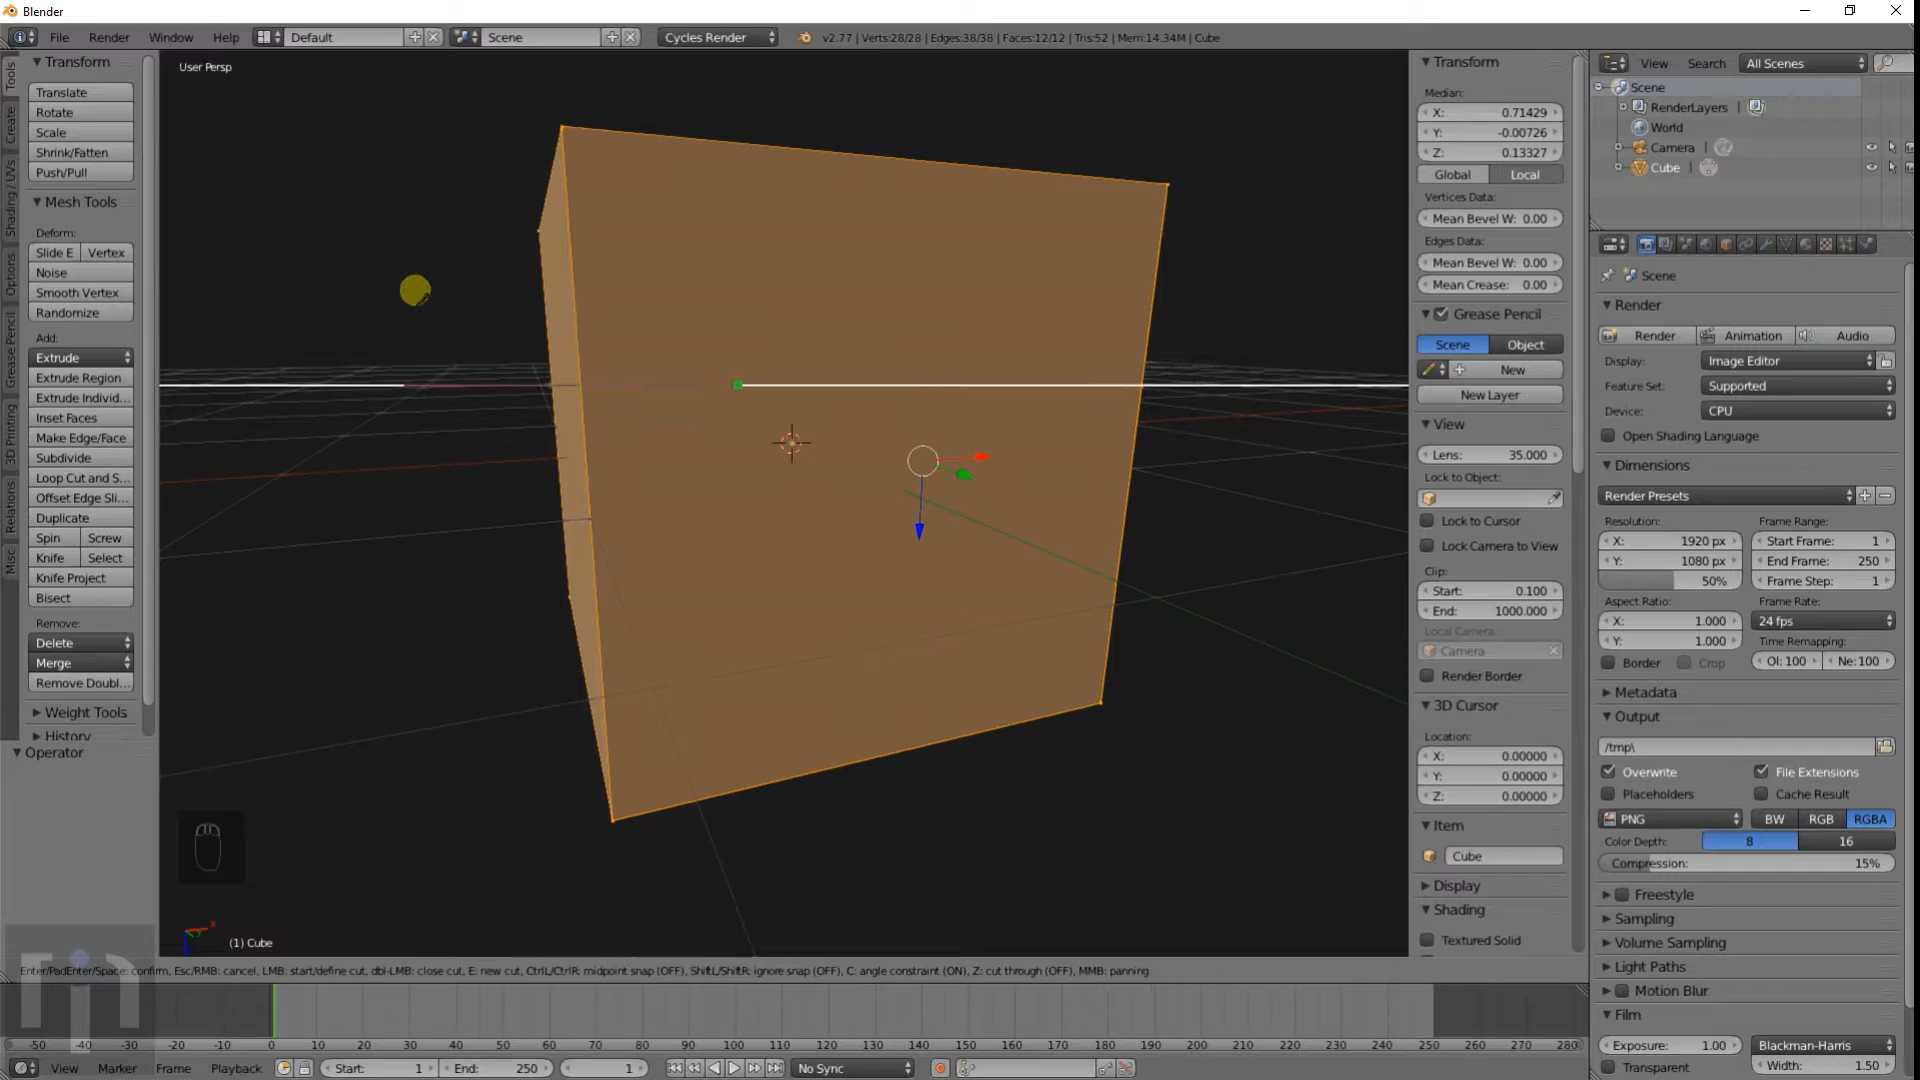 Blender
File Render Window Help Default Scene Cycles Render v2.77 | Verts:28/28 | Edges:38/38 | Faces:12/12 | Tris:52 | Mem:14.34M | Cube
Tools
Create
Shading / UVs
Options
Grease Pencil
3D Printing
Relations
Misc
Transform
Translate
Rotate
Scale
Shrink/Fatten
Push/Pull
Mesh Tools
Deform:
Slide E Vertex
Noise
Smooth Vertex
Randomize
Add:
Extrude
Extrude Region
Extrude Individ...
Inset Faces
Make Edge/Face
Subdivide
Loop Cut and S...
Offset Edge Sli...
Duplicate
Spin Screw
Knife Select
Knife Project
Bisect
Remove:
Delete
Merge
Remove Doubl...
Weight Tools
History
Operator
User Persp
(1) Cube
Enter/PadEnter/Space: confirm, Esc/RMB: cancel, LMB: start/define cut, dbl-LMB: close cut, E: new cut, CtrlL/CtrlR: midpoint snap (OFF), ShiftL/ShiftR: ignore snap (OFF), C: angle constraint (ON), Z: cut through (OFF), MMB: panning
Transform
Median:
X: 0.71429
Y: -0.00726
Z: 0.13327
Global Local
Vertices Data:
Mean Bevel W: 0.00
Edges Data:
Mean Bevel W: 0.00
Mean Crease: 0.00
Grease Pencil
Scene Object
New
New Layer
View
Lens: 35.000
Lock to Object:
Lock to Cursor
Lock Camera to View
Clip:
Start: 0.100
End: 1000.000
Local Camera:
Camera
Render Border
3D Cursor
Location:
X: 0.00000
Y: 0.00000
Z: 0.00000
Item
Cube
Display
Shading
Textured Solid
View Search All Scenes
Scene
RenderLayers |
World
Camera |
Cube |
Scene
Render
Render Animation Audio
Display: Image Editor
Feature Set: Supported
Device: CPU
Open Shading Language
Dimensions
Render Presets
Resolution: Frame Range:
X: 1920 px Start Frame: 1
Y: 1080 px End Frame: 250
50% Frame Step: 1
Aspect Ratio: Frame Rate:
X: 1.000 24 fps
Y: 1.000 Time Remapping:
Border Crop Ol: 100 Ne: 100
Metadata
Output
/tmp\
Overwrite File Extensions
Placeholders Cache Result
PNG BW RGB RGBA
Color Depth: 8 16
Compression: 15%
Freestyle
Sampling
Volume Sampling
Light Paths
Motion Blur
Film
Exposure: 1.00 Blackman-Harris
Transparent Width: 1.50
-50 -40 -30 -20 -10 0 10 20 30 40 50 60 70 80 90 100 110 120 130 140 150 160 170 180 190 200 210 220 230 240 250 260 270 280
View Marker Frame Playback Start: 1 End: 250 1 No Sync